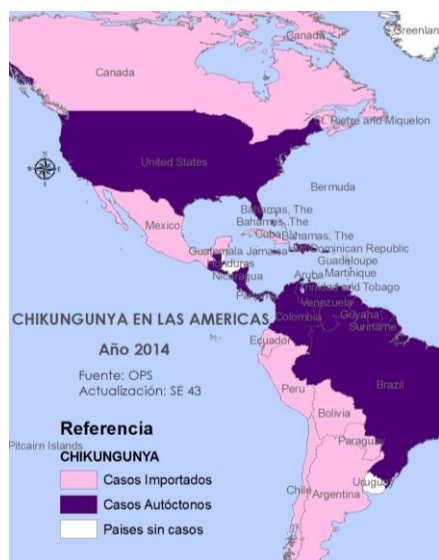 Greenlan
Canada
Canada
St. Pierre and Miquelon
United States
Bermuda
Bahamas, The
Bahamas, The
Mexico
Cuba
Bahamas, The
Guatemala
Jamaica
Dominican Republic
Honduras
Guadeloupe
Nicaragua
Aruba
Martinique
Trinidad and Tobago
Panama
Venezuela
CHIKUNGUNYA EN LAS AMERICAS
Colombia
Guyana
Suriname
Año 2014
Ecuador
Fuente: OPS
Actualización: SE 43
Peru
Brazil
Bolivia
Referencia
CHIKUNGUNYA
Paraguay
Pitcairn Islands
Casos Importados
Uruguay
Chile
Argentina
Casos Autóctonos
Paises sin casos